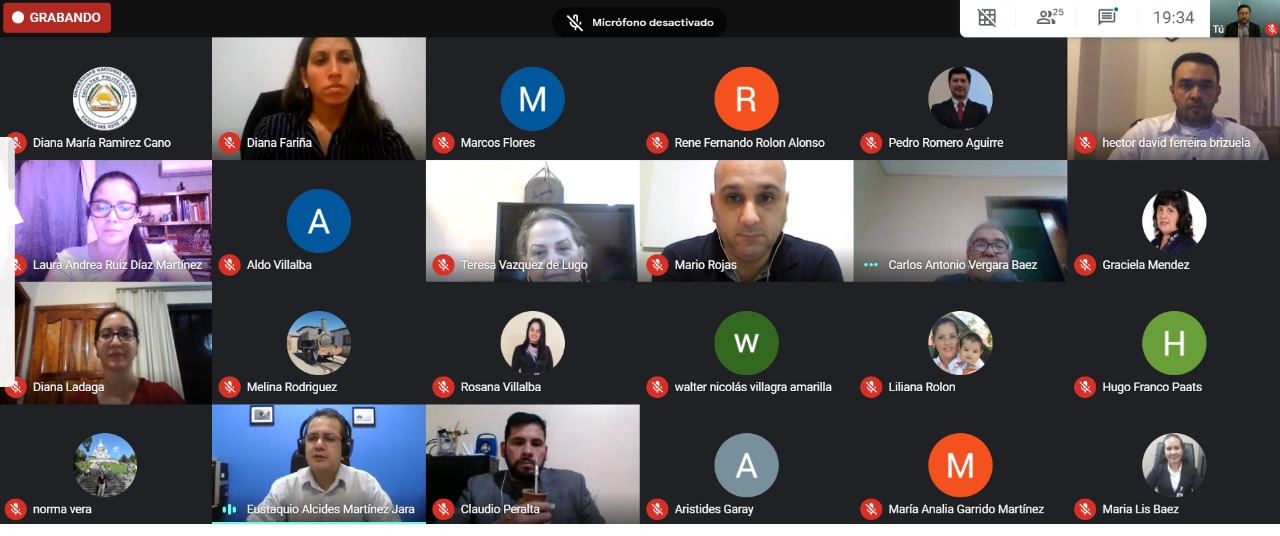 GRABANDO
Micrófono desactivado
25
19:34
Tú
Diana María Ramirez Cano
Diana Fariña
M
Marcos Flores
R
Rene Fernando Rolon Alonso
Pedro Romero Aguirre
hector david ferreira brizuela
Laura Andrea Ruiz Díaz Martínez
A
Aldo Villalba
Teresa Vazquez de Lugo
Mario Rojas
Carlos Antonio Vergara Baez
Graciela Mendez
Diana Ladaga
Melina Rodriguez
Rosana Villalba
w
walter nicolás villagra amarilla
Liliana Rolon
H
Hugo Franco Paats
norma vera
Eustaquio Alcides Martínez Jara
Claudio Peralta
A
Aristides Garay
M
María Analia Garrido Martínez
Maria Lis Baez